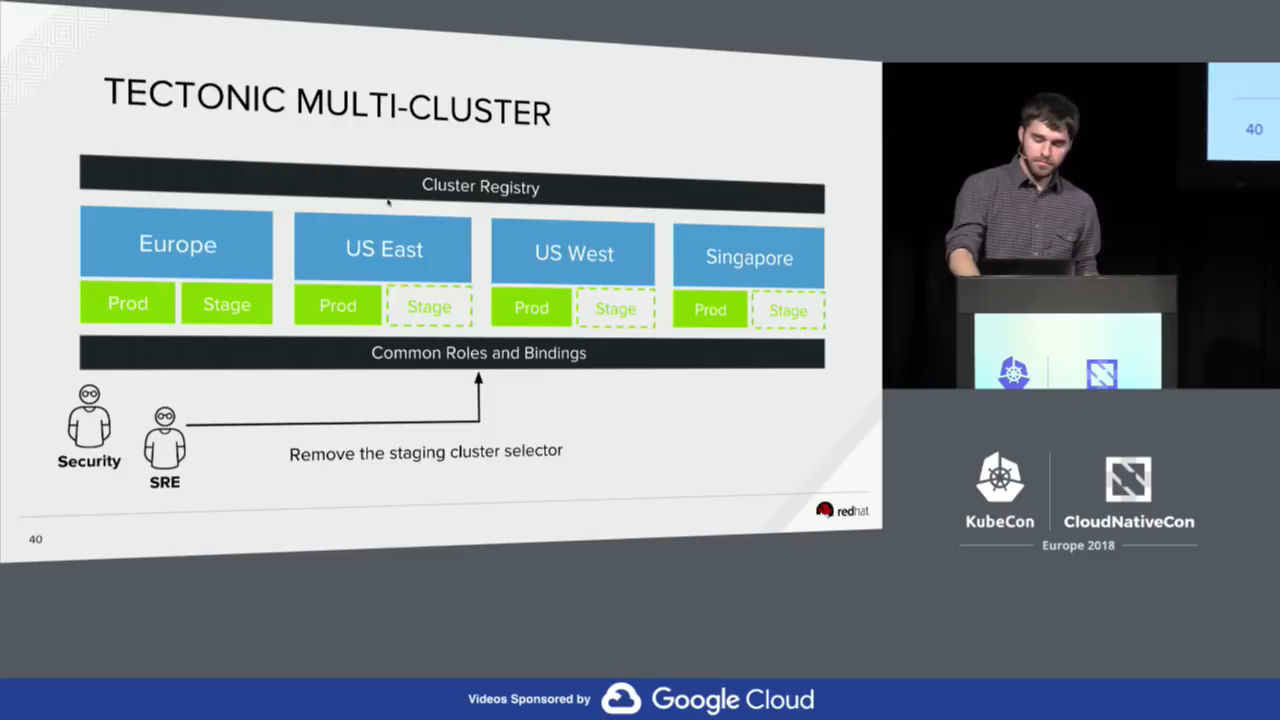 TECTONIC MULTI-CLUSTER
Cluster Registry
Europe
US East
US West
Singapore
Prod
Stage
Prod
Stage
Prod
Stage
Prod
Stage
Common Roles and Bindings
Security
SRE
Remove the staging cluster selector
redhat
40
40
KubeCon
CloudNativeCon
Europe 2018
Videos Sponsored by Google Cloud